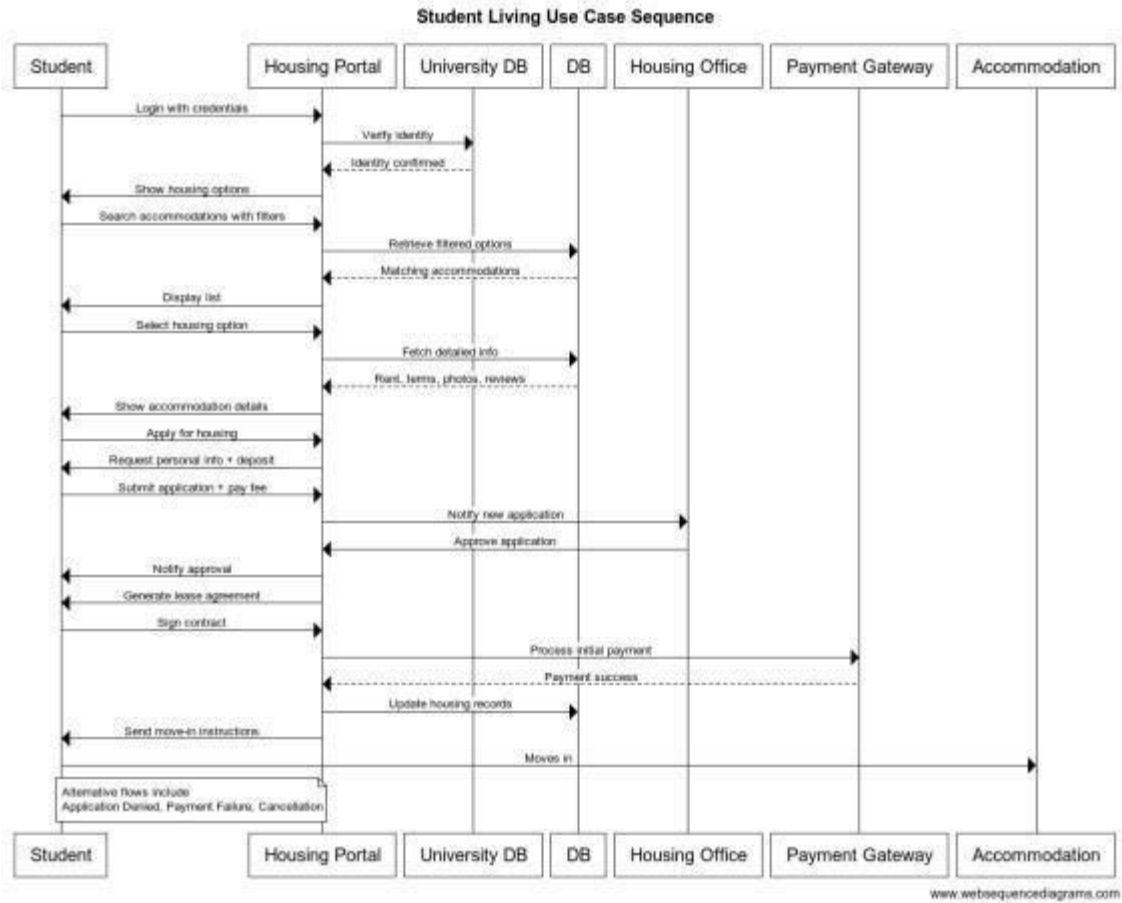 Student Living Use Case Sequence
Student Housing Portal University DB DB Housing Office Payment Gateway Accommodation
Login with credentials
Verify identity
Identity confirmed
Show housing options
Search accommodations with filters
Retrieve filtered options
Matching accommodations
Display list
Select housing option
Fetch detailed info
Rent, terms, photos, reviews
Show accommodation details
Apply for housing
Request personal info + deposit
Submit application + pay fee
Notify new application
Approve application
Notify approval
Generate lease agreement
Sign contract
Process initial payment
Payment success
Update housing records
Send move-in instructions
Moves in
Alternative flows include
Application Denied, Payment Failure, Cancellation
Student Housing Portal University DB DB Housing Office Payment Gateway Accommodation
www.websequencediagrams.com